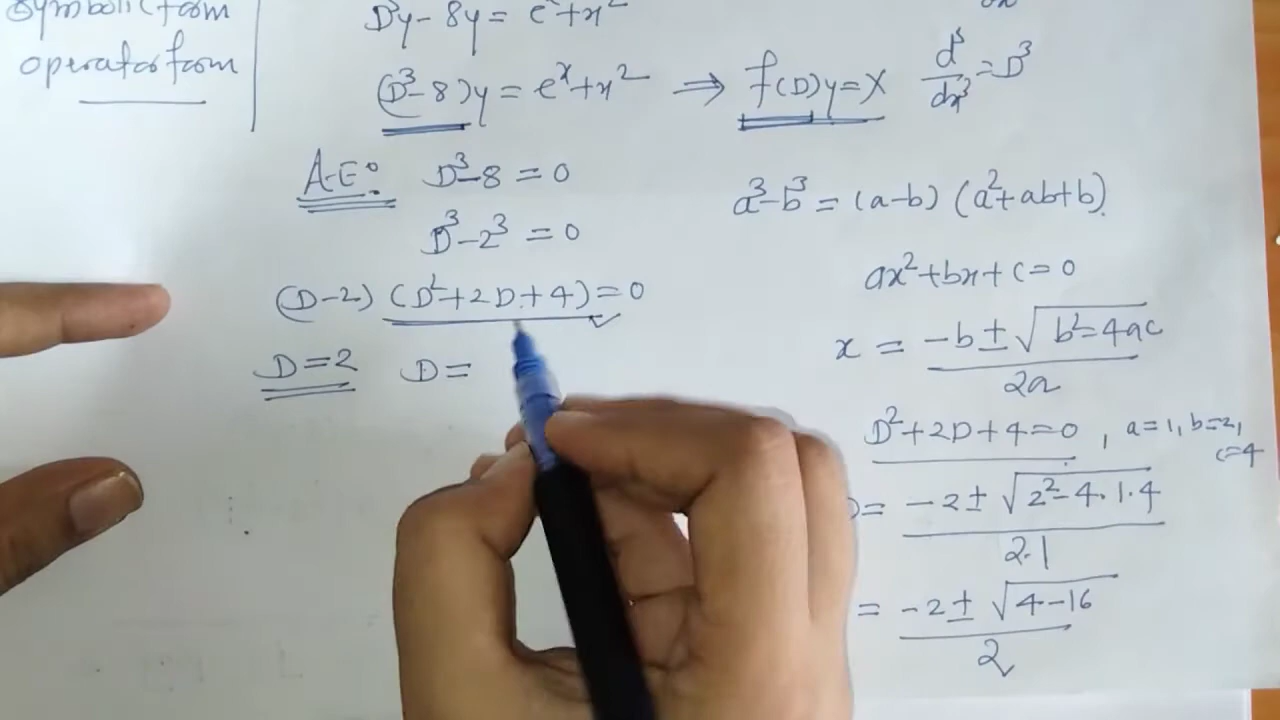 Symbolic form
operator form
D³y - 8y = eˣ + x²
(D³-8)y = eˣ + x² ⇒ f(D)y = X d³/dx³ = D³
A.E: D³-8 = 0
D³-2³ = 0
(D-2) (D²+2D+4) = 0
D=2 D=
a³-b³ = (a-b) (a²+ab+b).
ax²+bx+c=0
x = -b ± √b²-4ac / 2a
D²+2D+4=0, a=1, b=2,
c=4
D= -2 ± √2²-4.1.4 / 2.1
= -2 ± √4-16 / 2